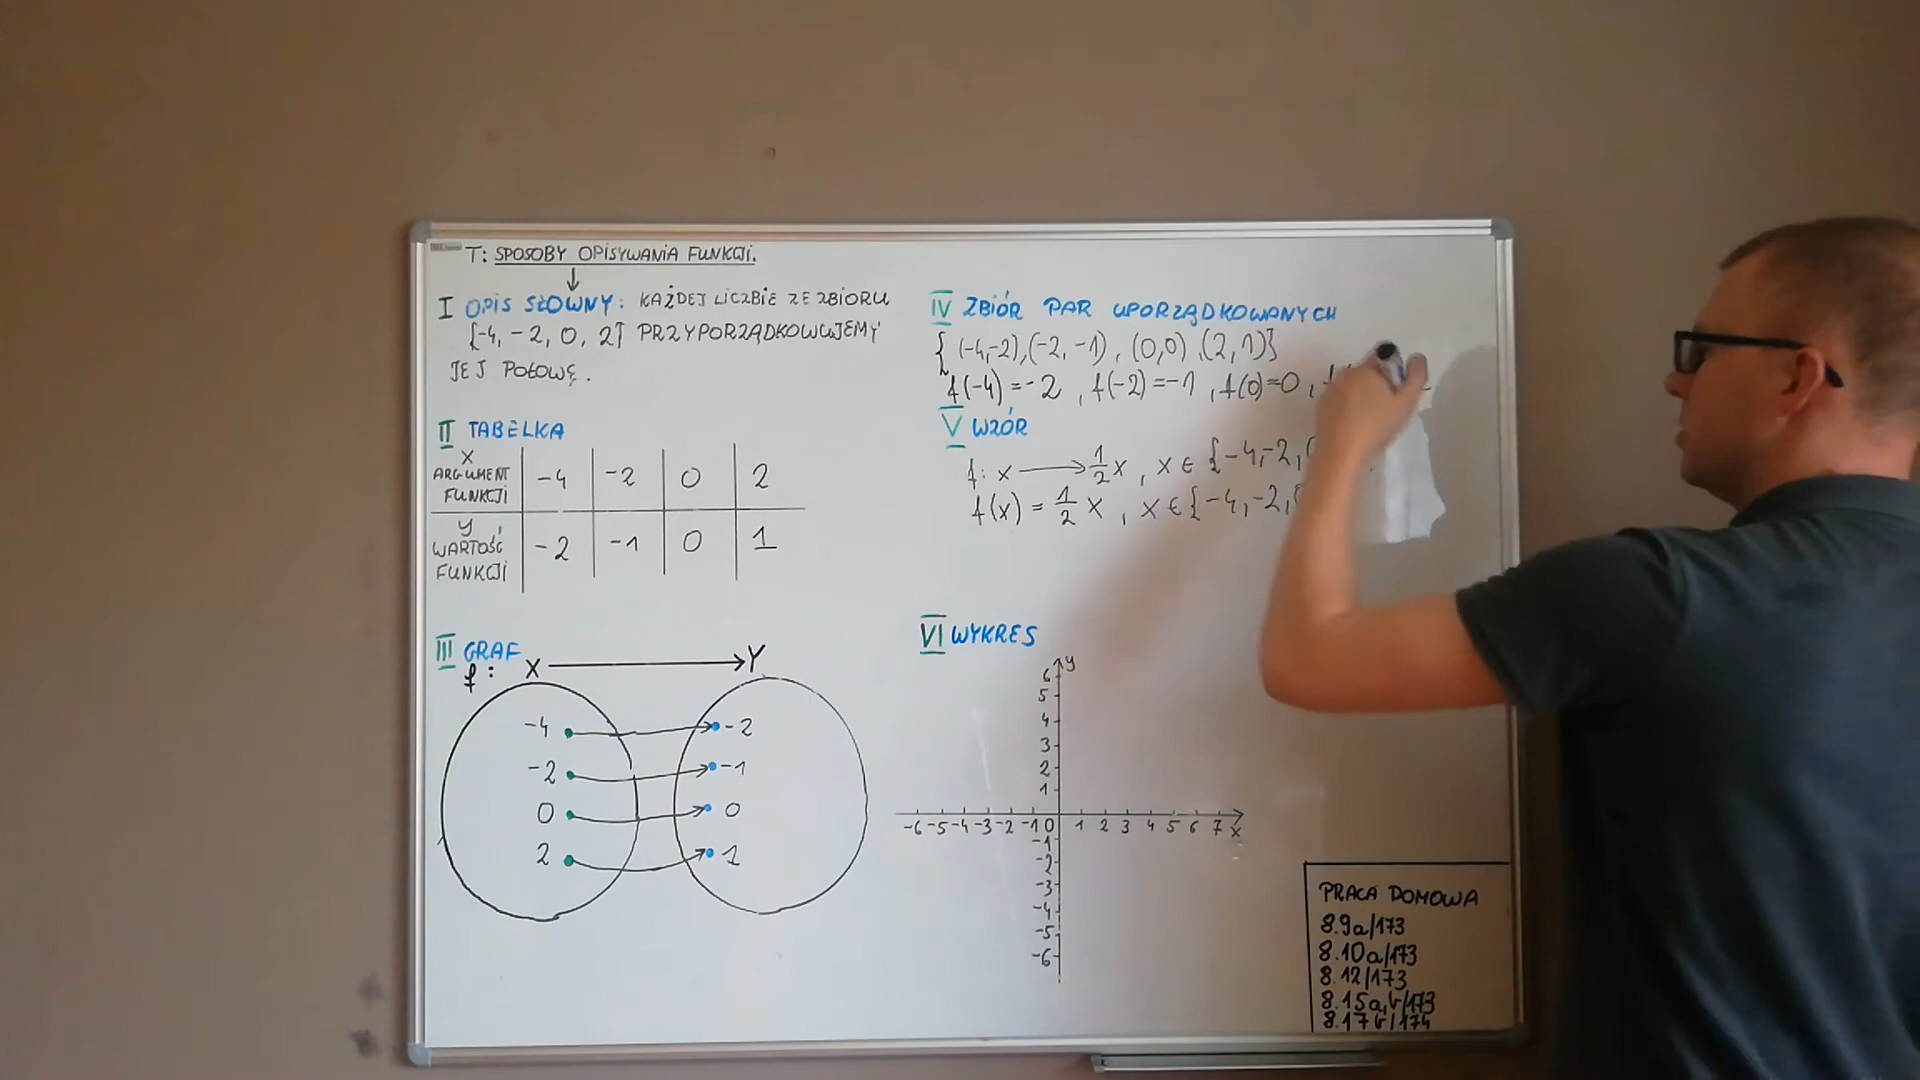 T: SPOSOBY OPISYWANIA FUNKCJI.
I OPIS SŁOWNY: KAŻDEJ LICZBIE ZE ZBIORU
{-4, -2, 0, 2} PRZYPORZĄDKOWUJEMY
JEJ POŁOWĘ.
II TABELKA
X ARGUMENT FUNKCJI -4 -2 0 2
Y WARTOŚĆ FUNKCJI -2 -1 0 1
III GRAF
f: X → Y
-4 → -2
-2 → -1
0 → 0
2 → 1
IV ZBIÓR PAR UPORZĄDKOWANYCH
{(-4,-2),(-2,-1), (0,0),(2,1)}
f(-4)=-2, f(-2)=-1, f(0)=0,
V WZÓR
f: x → 1/2 x, x ∈ {-4,-2,
f(x) = 1/2 x, x ∈ {-4,-2,
VI WYKRES
y
6
5
4
3
2
1
-6 -5 -4 -3 -2 -1 0 1 2 3 4 5 6 7 x
-1
-2
-3
-4
-5
-6
PRACA DOMOWA
8.9a/173
8.10a/173
8.12/173
8.15a,b/173
8.17b/174